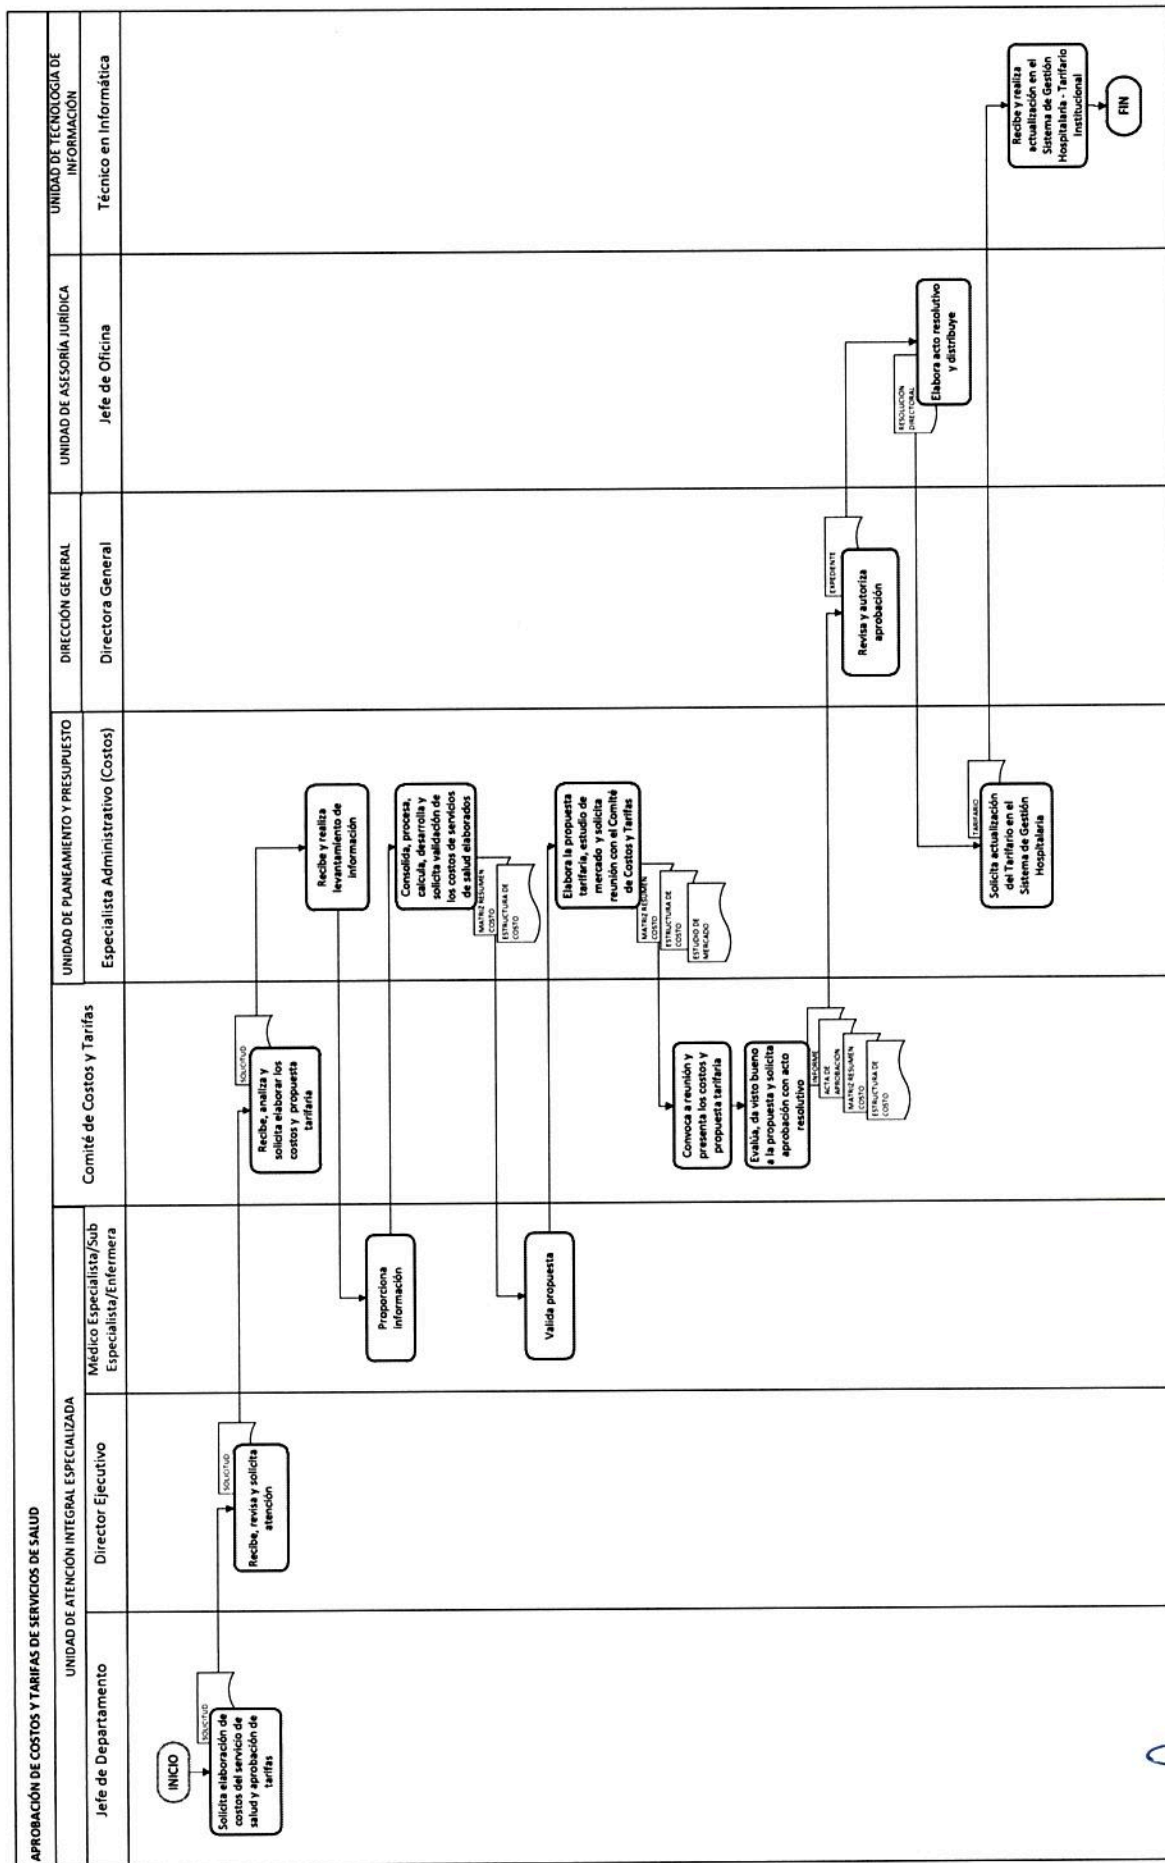 APROBACIÓN DE COSTOS Y TARIFAS DE SERVICIOS DE SALUD
UNIDAD DE ATENCIÓN INTEGRAL ESPECIALIZADA
Jefe de Departamento
Director Ejecutivo
Médico Especialista/Sub
Especialista/Enfermera
Comité de Costos y Tarifas
UNIDAD DE PLANEAMIENTO Y PRESUPUESTO
Especialista Administrativo (Costos)
DIRECCIÓN GENERAL
Directora General
UNIDAD DE ASESORÍA JURÍDICA
Jefe de Oficina
UNIDAD DE TECNOLOGÍA DE
INFORMACIÓN
Técnico en Informática
INICIO
Solicita elaboración de
costos del servicio de
salud y aprobación de
tarifas
SOLICITUD
Recibe, revisa y solicita
atención
SOLICITUD
Recibe, analiza y
solicita elaborar los
costos y propuesta
tarifaria
SOLICITUD
Recibe y realiza
levantamiento de
información
Proporciona
información
Consolida, procesa,
calcula, desarrolla y
solicita validación de
los costos de servicios
de salud elaborados
MATRIZ RESUMEN
COSTO
ESTRUCTURA DE
COSTO
Valida propuesta
Elabora la propuesta
tarifaria, estudio de
mercado y solicita
reunión con el Comité
de Costos y Tarifas
MATRIZ RESUMEN
COSTO
ESTRUCTURA DE
COSTO
ESTUDIO DE
MERCADO
Convoca a reunión y
presenta los costos y
propuesta tarifaria
Evalúa, da visto bueno
a la propuesta y solicita
aprobación con acto
resolutivo
INFORME
ACTA DE
APROBACION
MATRIZ RESUMEN
COSTO
ESTRUCTURA DE
COSTO
Revisa y autoriza
aprobación
EXPEDIENTE
Elabora acto resolutivo
y distribuye
RESOLUCION
DIRECTORAL
Solicita actualización
del Tarifario en el
Sistema de Gestión
Hospitalaria
TARIFARIO
Recibe y realiza
actualización en el
Sistema de Gestión
Hospitalaria - Tarifario
Institucional
FIN